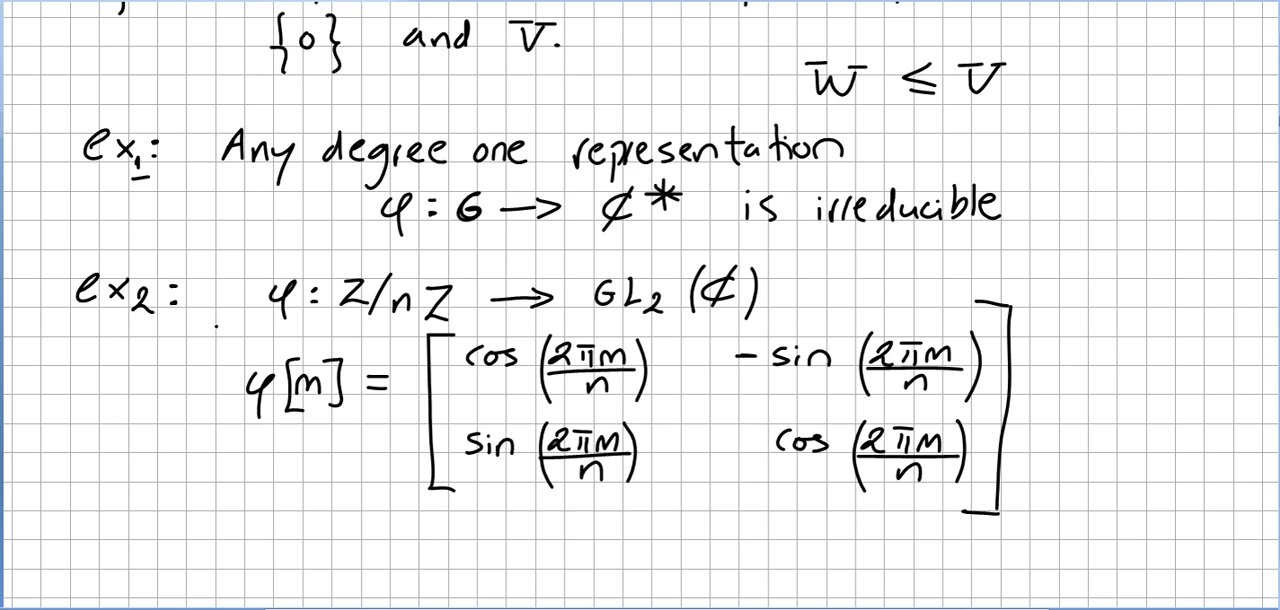 {0} and V.
W ≤ V
ex1: Any degree one representation
φ : G → ℂ* is irreducible
ex2: φ : Z/nZ → GL2 (ℂ)
φ[m] = [ cos (2πm/n) - sin (2πm/n)
sin (2πm/n) cos (2πm/n) ]